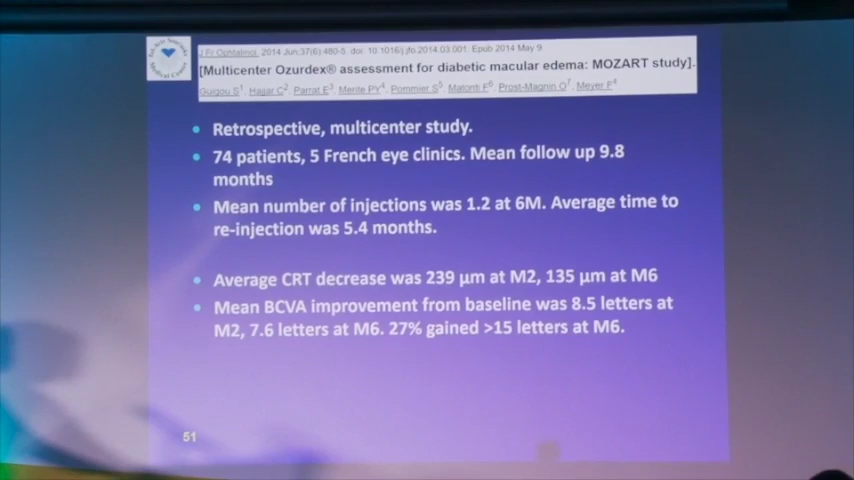 J Fr Ophtalmol. 2014 Jun;37(6):480-5. doi: 10.1016/j.jfo.2014.03.001. Epub 2014 May 9.
[Multicenter Ozurdex® assessment for diabetic macular edema: MOZART study].
Guigou S1, Hajjar C2, Parrat E3, Merite PY4, Pommier S5, Matonti F6, Prost-Magnin O7, Meyer F4
Medical Center
• Retrospective, multicenter study.
• 74 patients, 5 French eye clinics. Mean follow up 9.8
months
• Mean number of injections was 1.2 at 6M. Average time to
re-injection was 5.4 months.
• Average CRT decrease was 239 µm at M2, 135 µm at M6
• Mean BCVA improvement from baseline was 8.5 letters at
M2, 7.6 letters at M6. 27% gained >15 letters at M6.
51